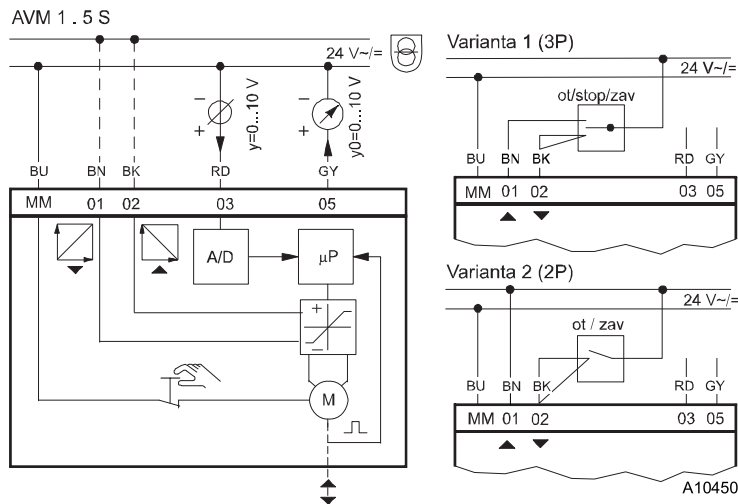 AVM 1 . 5 S
24 V~/=
y=0...10 V
y0=0...10 V
− −
+ +
BU BN BK RD GY
MM 01 02 03 05
A/D µP
+
−
M
Varianta 1 (3P)
24 V~/=
ot/stop/zav
BU BN BK RD GY
MM 01 02 03 05
Varianta 2 (2P)
24 V~/=
ot / zav
BU BN BK RD GY
MM 01 02 03 05
A10450